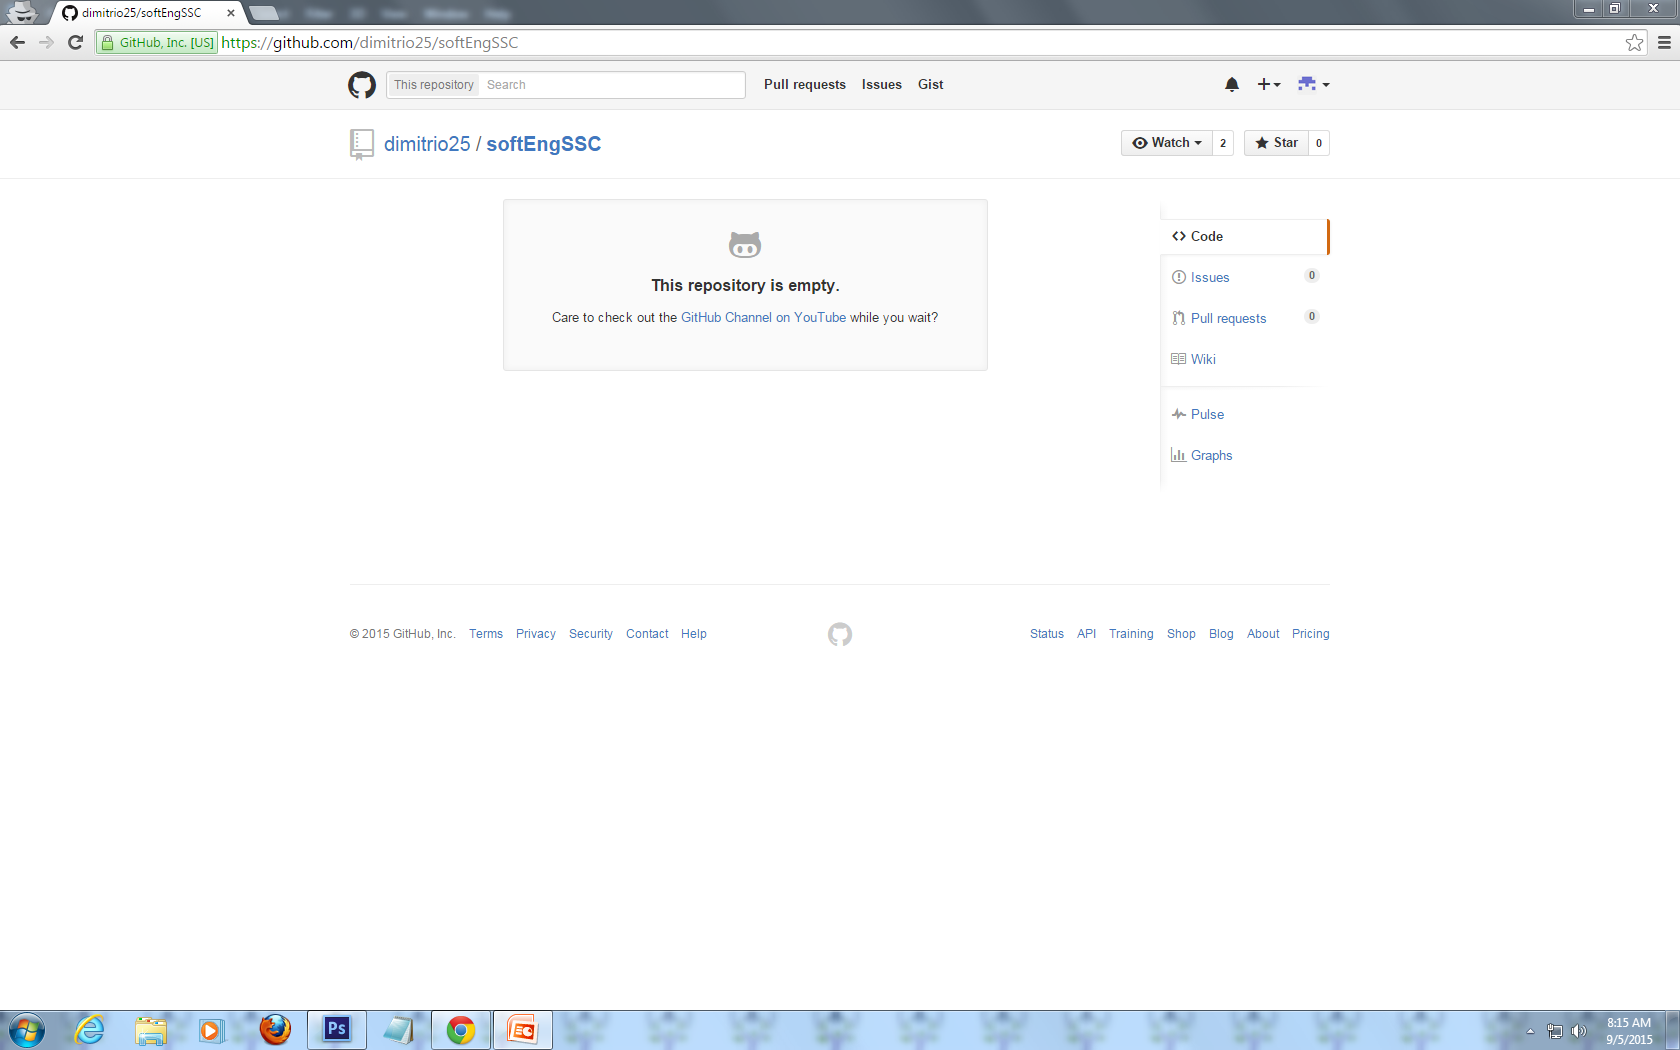 dimitrio25/softEngSSC
GitHub, Inc. [US] https://github.com/dimitrio25/softEngSSC
This repository Search Pull requests Issues Gist
dimitrio25 / softEngSSC Watch 2 Star 0
This repository is empty.
Care to check out the GitHub Channel on YouTube while you wait?
Code
Issues 0
Pull requests 0
Wiki
Pulse
Graphs
© 2015 GitHub, Inc. Terms Privacy Security Contact Help Status API Training Shop Blog About Pricing
Ps
8:15 AM
9/5/2015